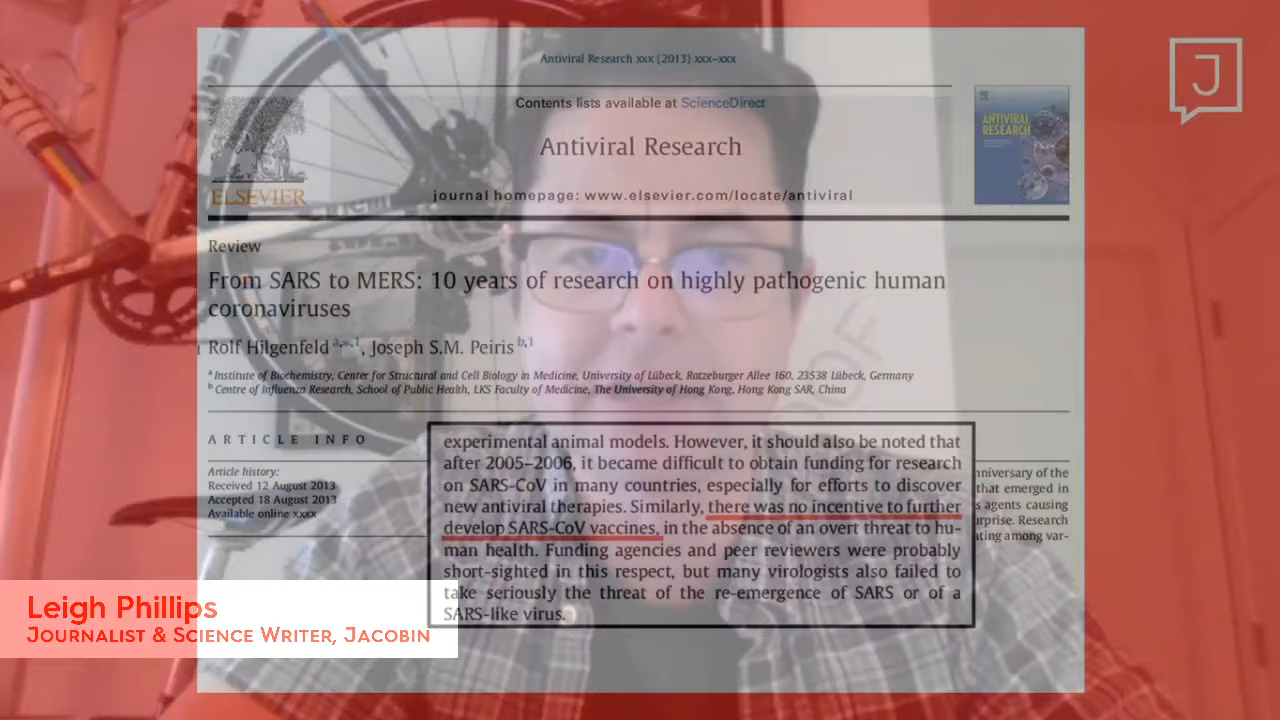 Antiviral Research xxx (2013) xxx–xxx
Contents lists available at ScienceDirect
Antiviral Research
journal homepage: www.elsevier.com/locate/antiviral
ELSEVIER
ANTIVIRAL
RESEARCH
J
Review
From SARS to MERS: 10 years of research on highly pathogenic human
coronaviruses
Rolf Hilgenfeld a,*,1, Joseph S.M. Peiris b,1
a Institute of Biochemistry, Center for Structural and Cell Biology in Medicine, University of Lübeck, Ratzeburger Allee 160, 23538 Lübeck, Germany
b Centre of Influenza Research, School of Public Health, LKS Faculty of Medicine, The University of Hong Kong, Hong Kong SAR, China
ARTICLE INFO
Article history:
Received 12 August 2013
Accepted 18 August 2013
Available online xxxx
experimental animal models. However, it should also be noted that
after 2005–2006, it became difficult to obtain funding for research
on SARS-CoV in many countries, especially for efforts to discover
new antiviral therapies. Similarly, there was no incentive to further
develop SARS-CoV vaccines, in the absence of an overt threat to hu-
man health. Funding agencies and peer reviewers were probably
short-sighted in this respect, but many virologists also failed to
take seriously the threat of the re-emergence of SARS or of a
SARS-like virus.
of the
that emerged in
agents causing
Research
among var-
Leigh Phillips
Journalist & Science Writer, Jacobin